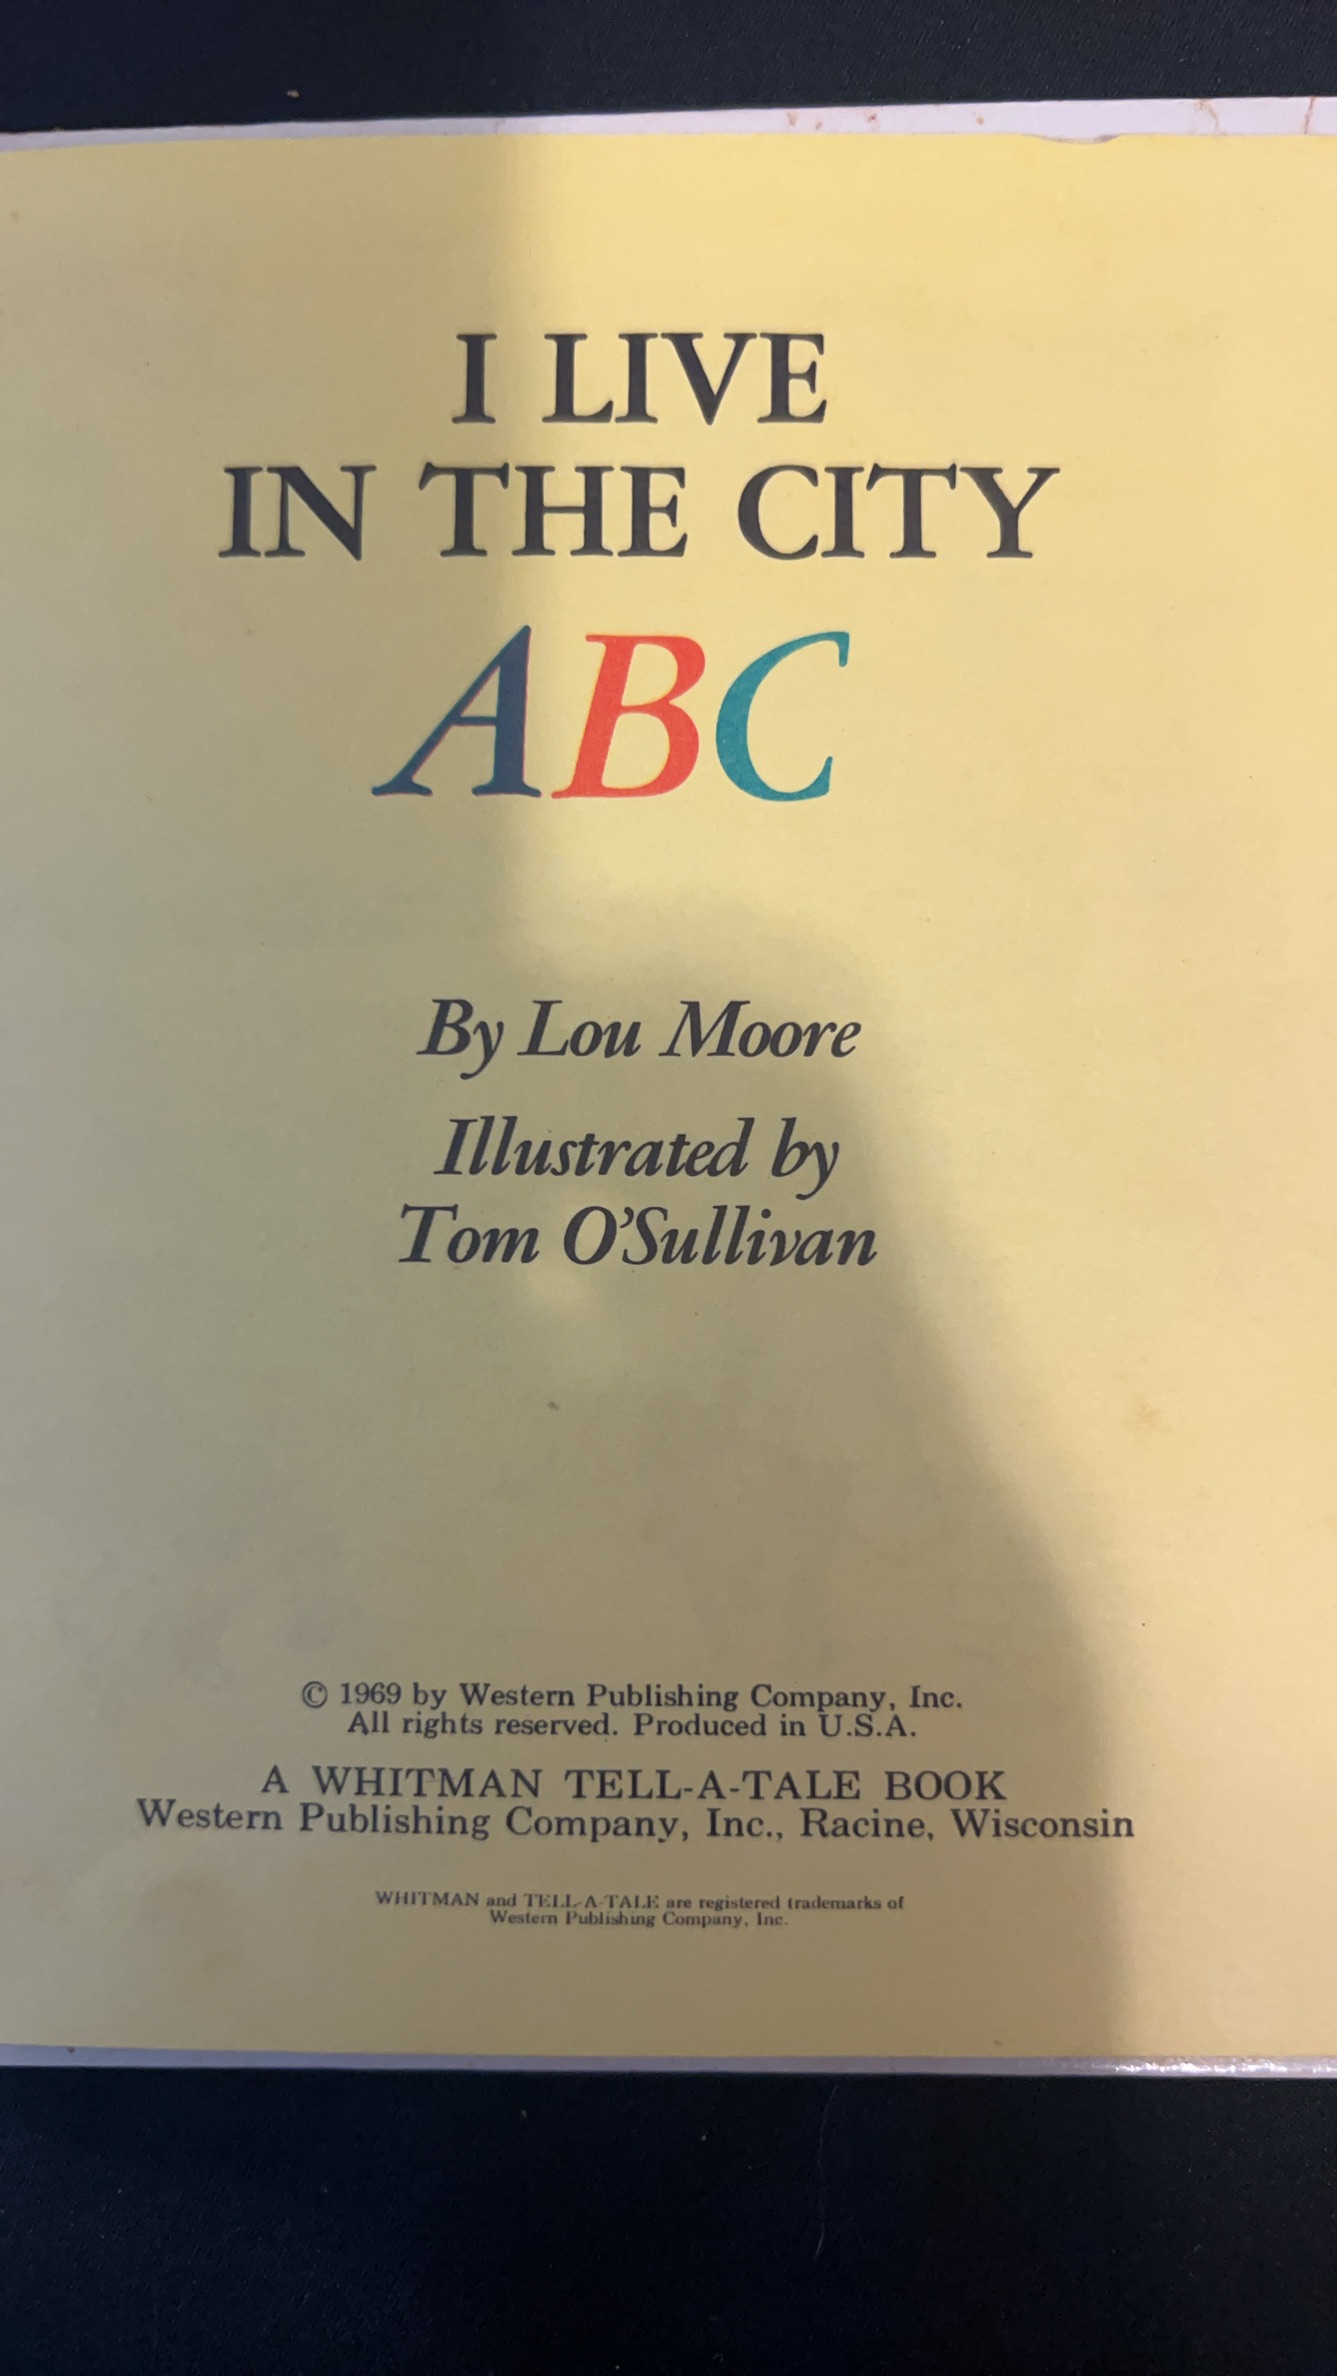 I LIVE
IN THE CITY
ABC
By Lou Moore
Illustrated by
Tom O'Sullivan
© 1969 by Western Publishing Company, Inc.
All rights reserved. Produced in U.S.A.
A WHITMAN TELL-A-TALE BOOK
Western Publishing Company, Inc., Racine, Wisconsin
WHITMAN and TELL-A-TALE are registered trademarks of
Western Publishing Company, Inc.